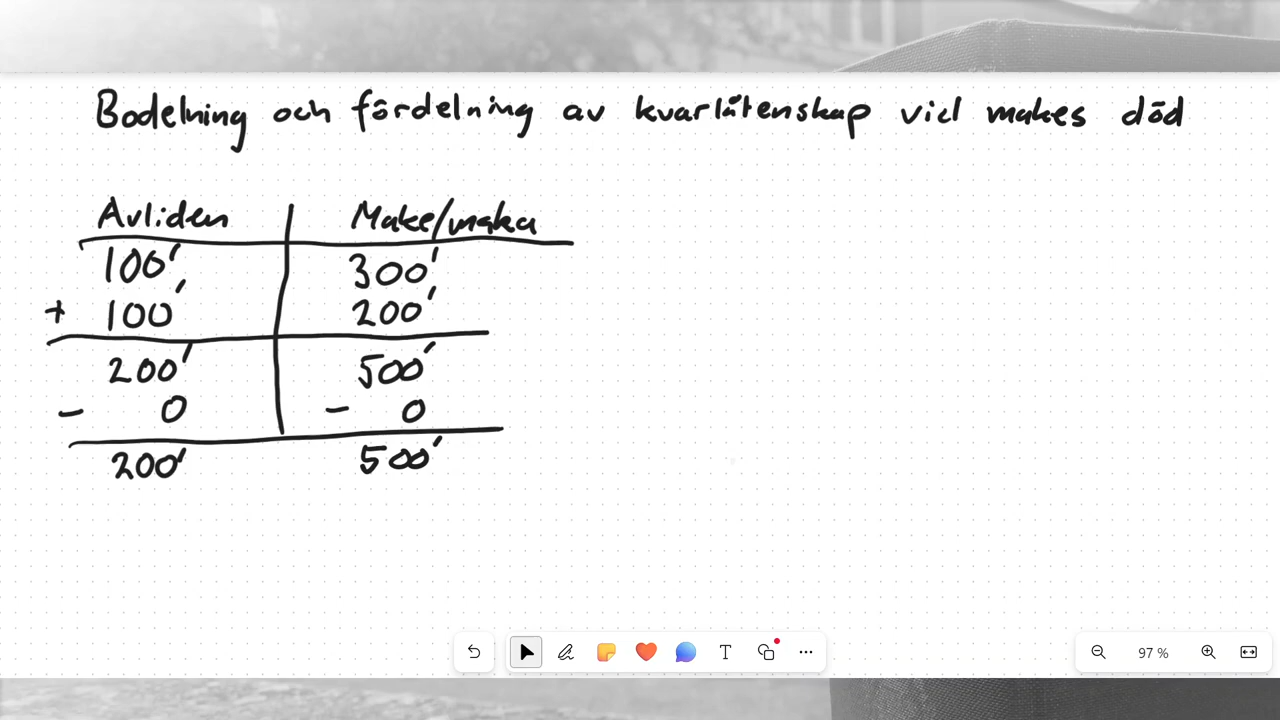 Bodelning och fördelning av kvarlåtenskap vid makes död
Avliden Make/maka
100' 300'
+ 100' 200'
200' 500'
- 0 - 0
200' 500'
T 97 %